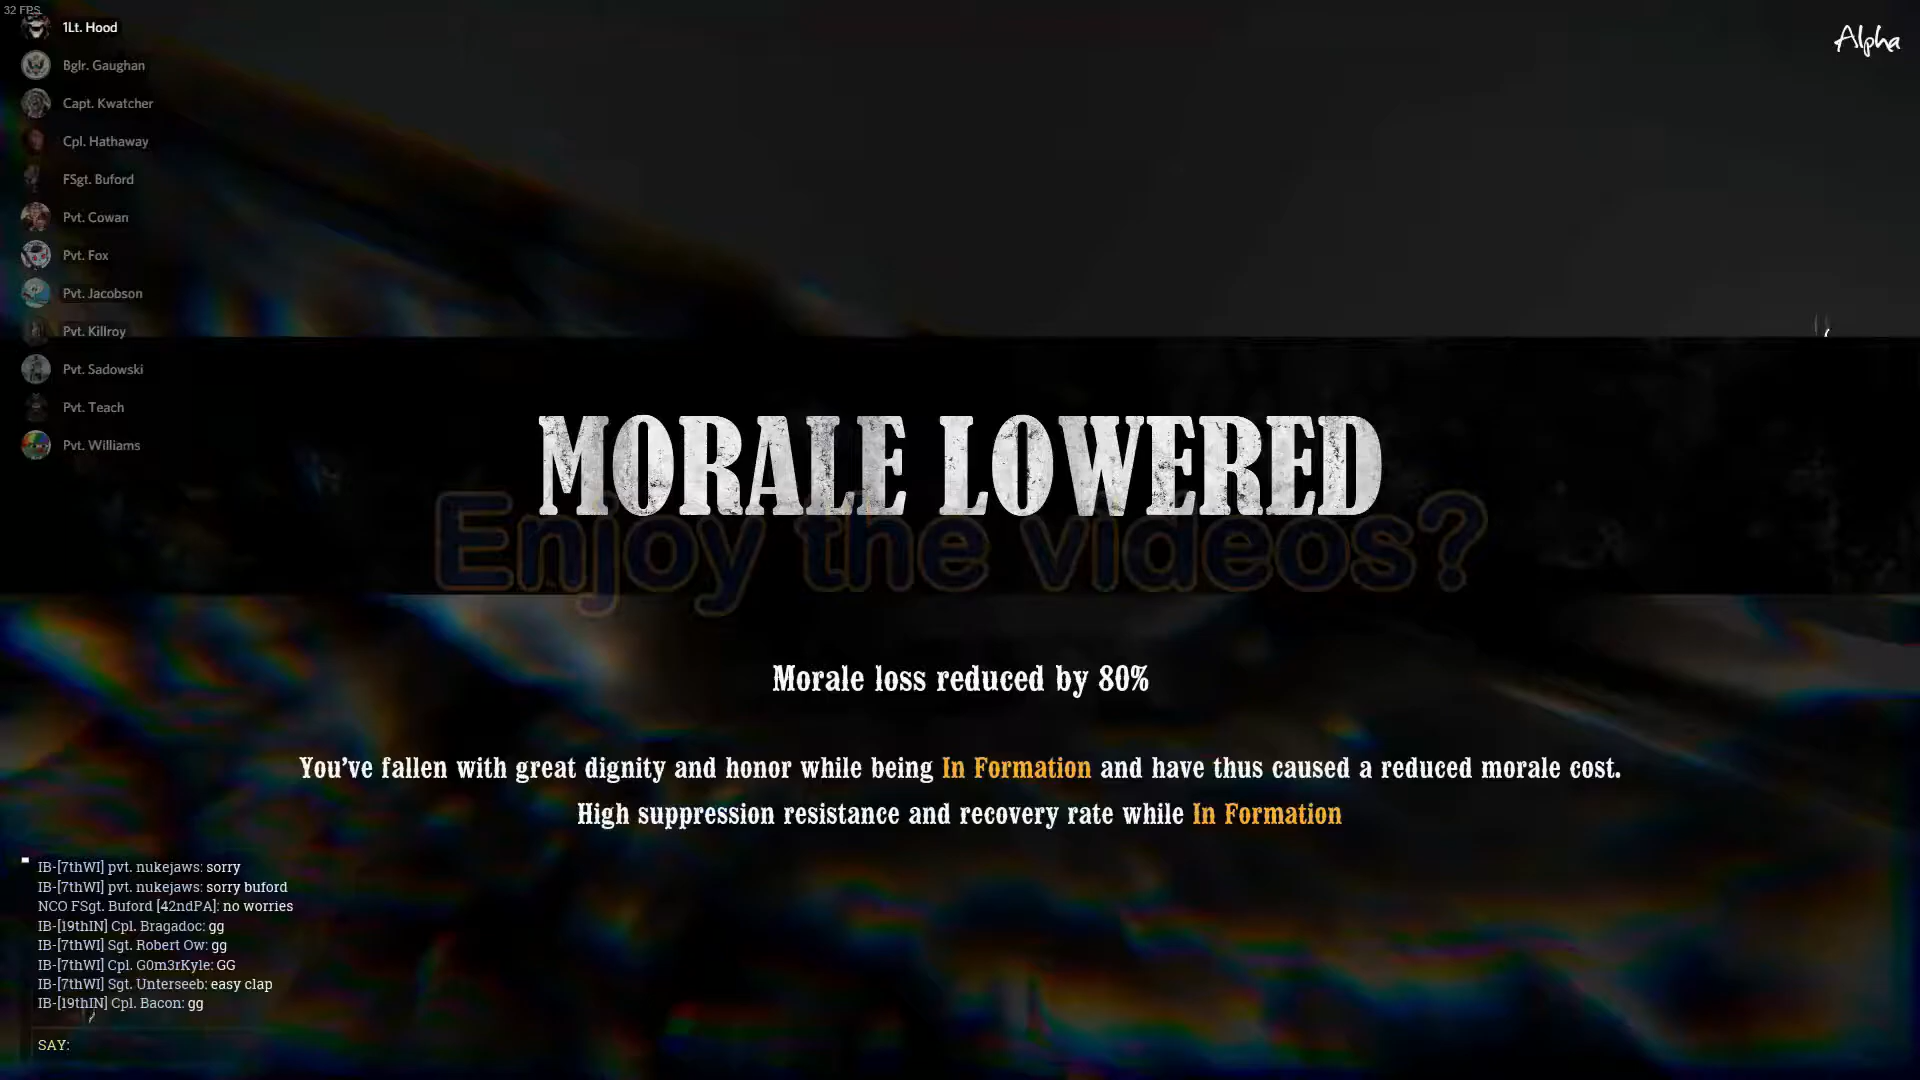 32 FPS
1Lt. Hood
Alpha
Bglr. Gaughan
Capt. Kwatcher
Cpl. Hathaway
FSgt. Buford
Pvt. Cowan
Pvt. Fox
Pvt. Jacobson
Pvt. Killroy
Pvt. Sadowski
Pvt. Teach
Pvt. Williams
MORALE LOWERED
Enjoy the videos?
Morale loss reduced by 80%
You've fallen with great dignity and honor while being In Formation and have thus caused a reduced morale cost.
High suppression resistance and recovery rate while In Formation
IB-[7thWI] pvt. nukejaws: sorry
IB-[7thWI] pvt. nukejaws: sorry buford
NCO FSgt. Buford [42ndPA]: no worries
IB-[19thIN] Cpl. Bragadoc: gg
IB-[7thWI] Sgt. Robert Ow: gg
IB-[7thWI] Cpl. G0m3rKyle: GG
IB-[7thWI] Sgt. Unterseeb: easy clap
IB-[19thIN] Cpl. Bacon: gg
SAY: